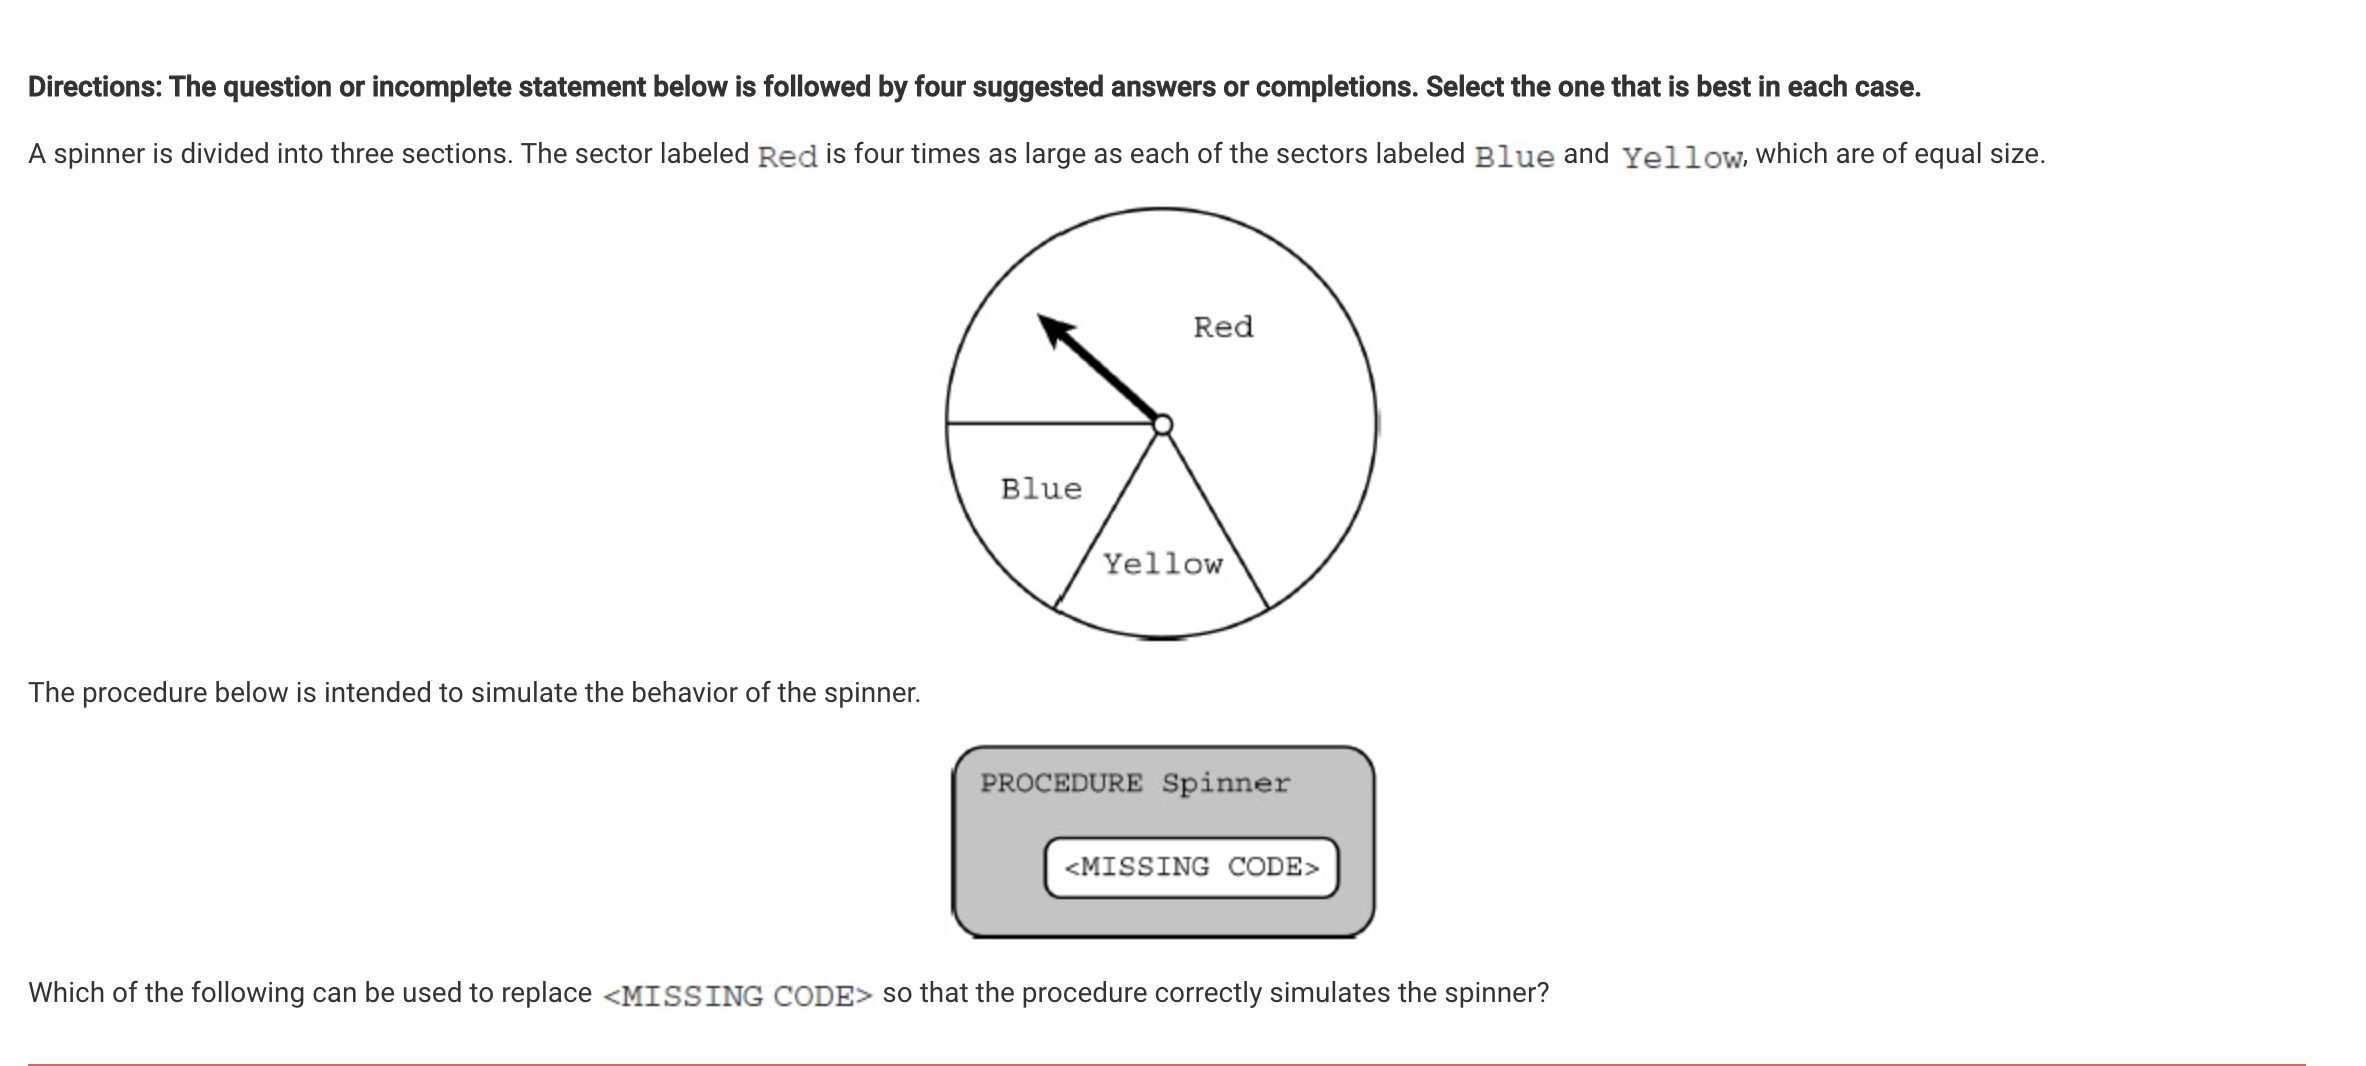 Directions: The question or incomplete statement below is followed by four suggested answers or completions. Select the one that is best in each case.
A spinner is divided into three sections. The sector labeled Red is four times as large as each of the sectors labeled Blue and Yellow, which are of equal size.
Red
Blue
Yellow
The procedure below is intended to simulate the behavior of the spinner.
PROCEDURE Spinner
<MISSING CODE>
Which of the following can be used to replace <MISSING CODE> so that the procedure correctly simulates the spinner?